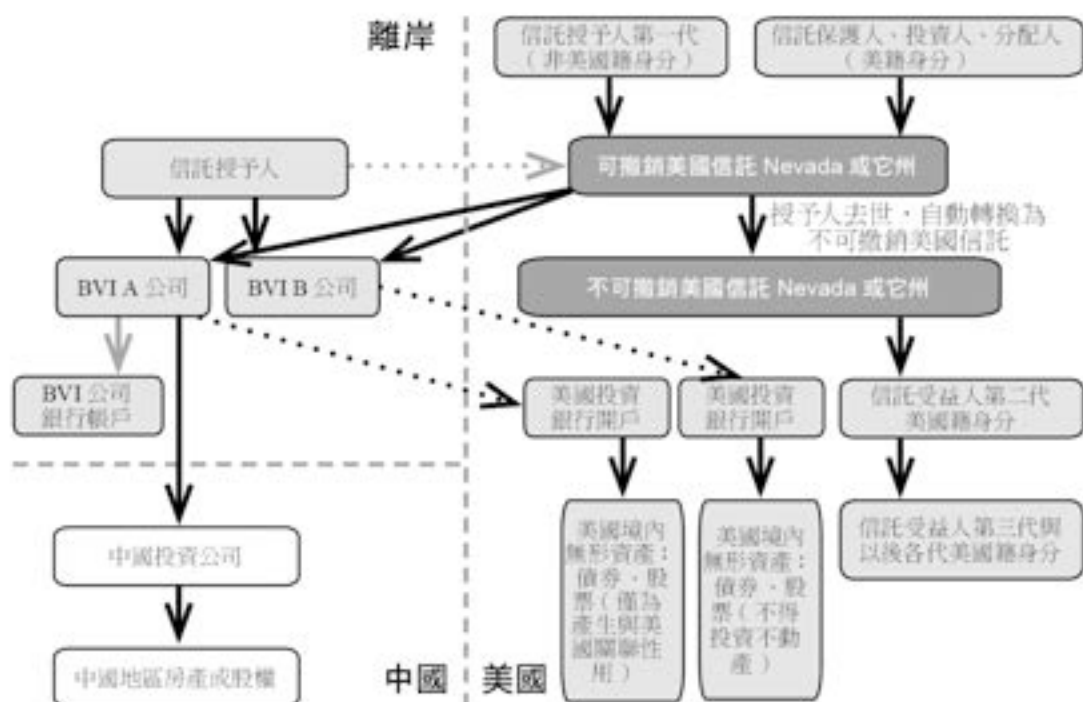 離岸
信託授予人第一代
（非美國籍身分）
信託保護人、投資人、分配人
（美籍身分）
信託授予人
可撤銷美國信託 Nevada 或它州
授予人去世，自動轉換為
不可撤銷美國信託
BVI A 公司
BVI B 公司
不可撤銷美國信託 Nevada 或它州
BVI 公司
銀行帳戶
美國投資
銀行開戶
美國投資
銀行開戶
信託受益人第二代
美國籍身分
中國投資公司
美國境內
無形資產：
債券、股
票（僅為
產生與美
國關聯性
用）
美國境內
無形資產：
債券、股
票（不得
投資不動
產）
信託受益人第三代與
以後各代美國籍身分
中國地區房產或股權
中國
美國